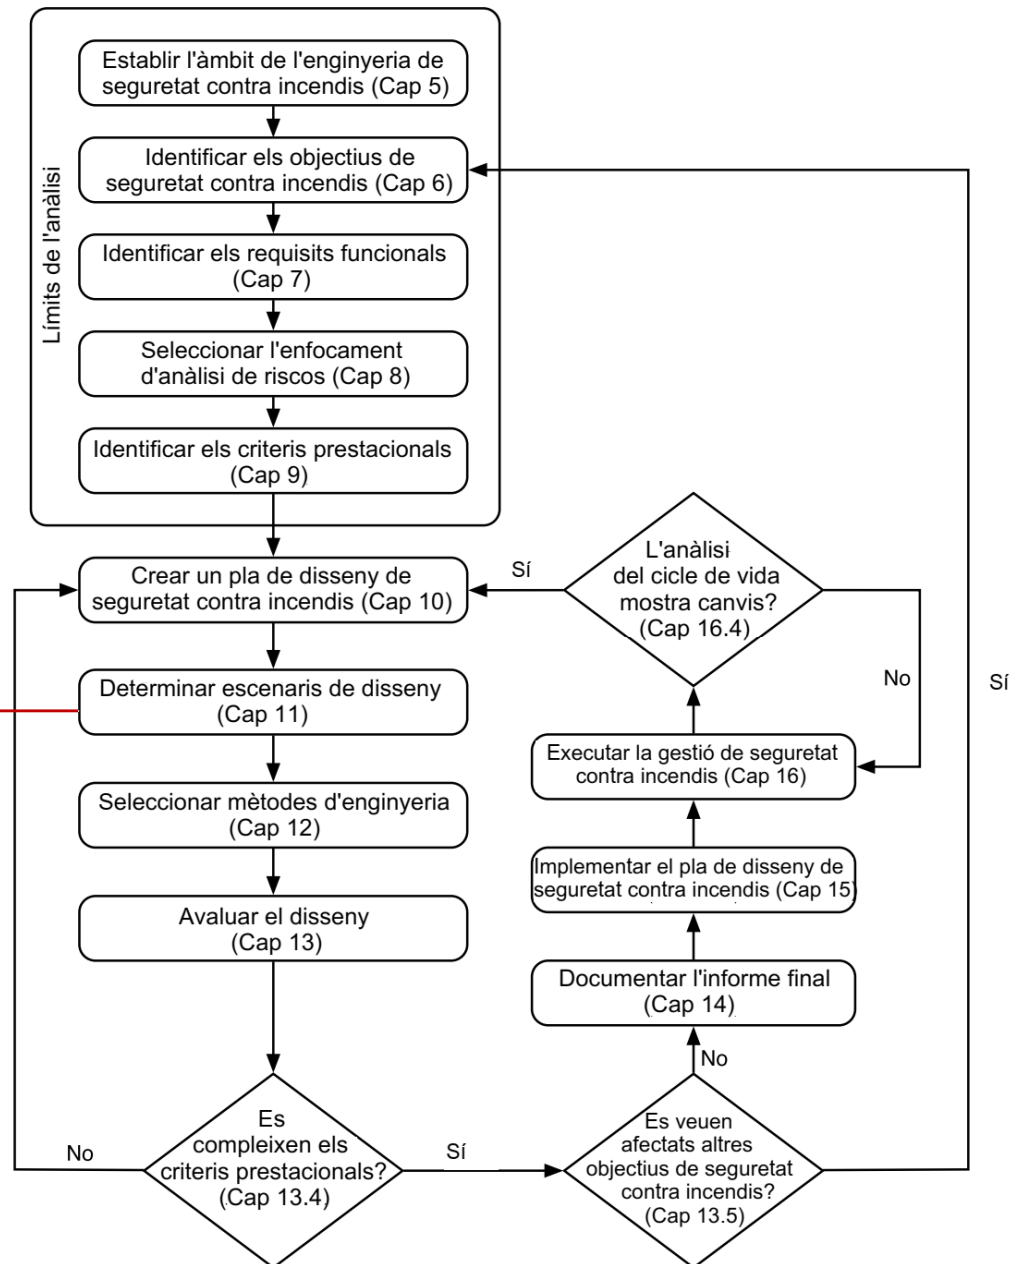 Límits de l'anàlisi
Establir l'àmbit de l'enginyeria de
seguretat contra incendis (Cap 5)
Identificar els objectius de
seguretat contra incendis (Cap 6)
Identificar els requisits funcionals
(Cap 7)
Seleccionar l'enfocament
d'anàlisi de riscos (Cap 8)
Identificar els criteris prestacionals
(Cap 9)
Crear un pla de disseny de
seguretat contra incendis (Cap 10)
Determinar escenaris de disseny
(Cap 11)
Seleccionar mètodes d'enginyeria
(Cap 12)
Avaluar el disseny
(Cap 13)
Es
compleixen els
criteris prestacionals?
(Cap 13.4)
No
Sí
Es veuen
afectats altres
objectius de seguretat
contra incendis?
(Cap 13.5)
No
Sí
Documentar l'informe final
(Cap 14)
Implementar el pla de disseny de
seguretat contra incendis (Cap 15)
Executar la gestió de seguretat
contra incendis (Cap 16)
L'anàlisi
del cicle de vida
mostra canvis?
(Cap 16.4)
Sí
No